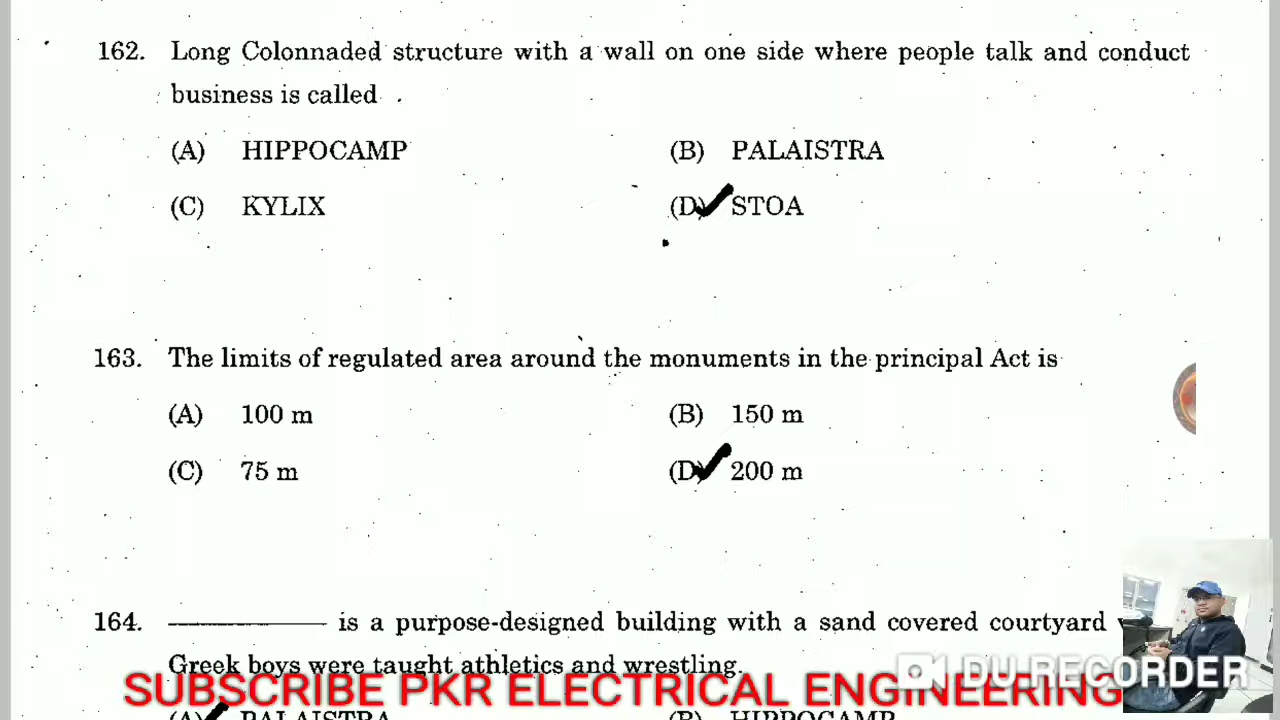 162. Long Colonnaded structure with a wall on one side where people talk and conduct
business is called
(A) HIPPOCAMP (B) PALAISTRA
(C) KYLIX (D) STOA
163. The limits of regulated area around the monuments in the principal Act is
(A) 100 m (B) 150 m
(C) 75 m (D) 200 m
164. ________ is a purpose-designed building with a sand covered courtyard
Greek boys were taught athletics and wrestling.
DU RECORDER
SUBSCRIBE PKR ELECTRICAL ENGINEERING
(A) PALAISTRA (B) HIPPOCAMP